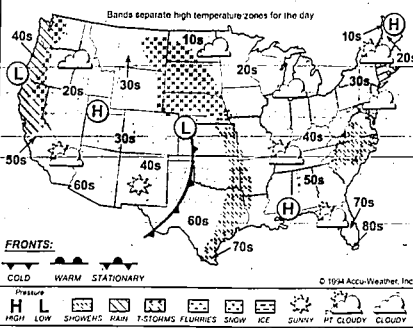 Bands separate high temperature zones for the day
40s
10s
10s
H
20s
L
20s
30s
20s
30s
H
30s
L
50s
40s
40s
60s
50s
60s
H
70s
80s
70s
FRONTS:
COLD WARM STATIONARY
© 1994 Accu-Weather, Inc.
Pressure
H L
HIGH LOW SHOWERS RAIN T-STORMS FLURRIES SNOW ICE SUNNY PT. CLOUDY CLOUDY